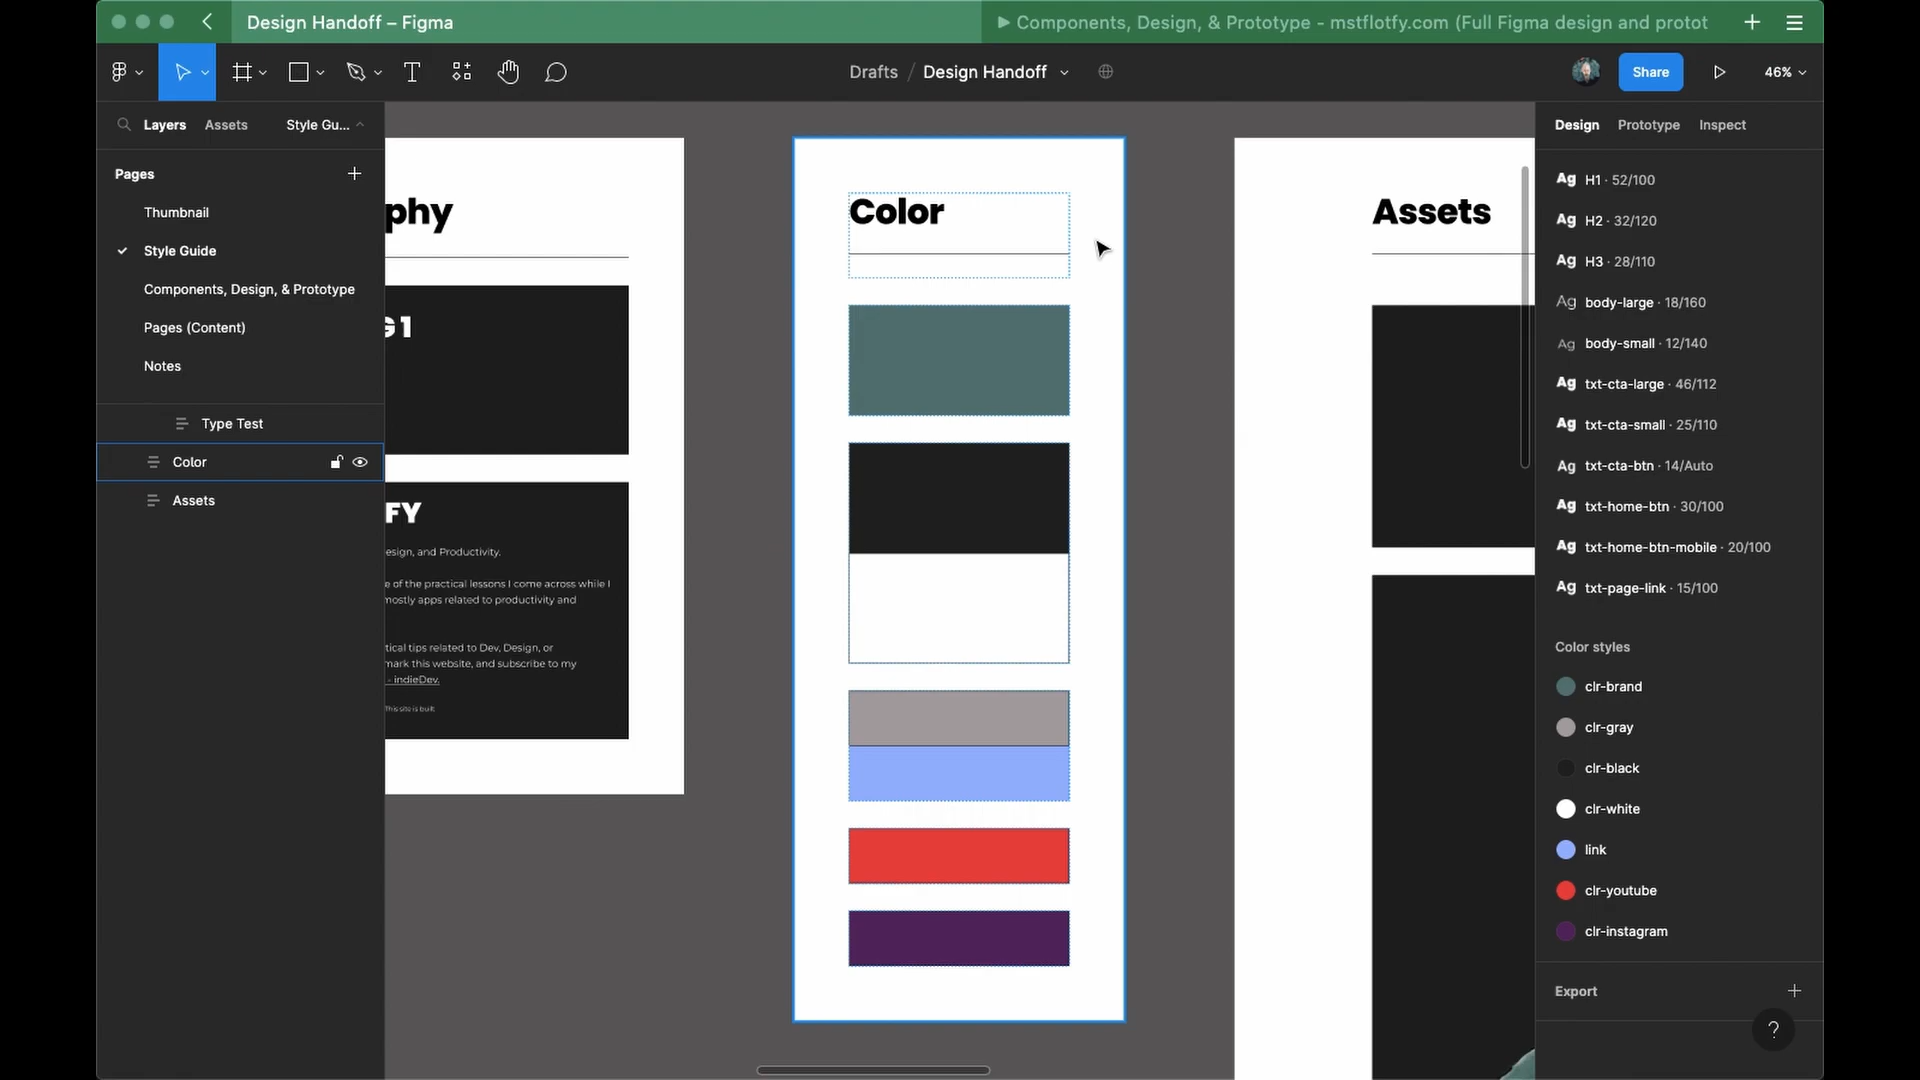 Design Handoff – Figma
Components, Design, & Prototype - mstflotfy.com (Full Figma design and protot
Drafts / Design Handoff
Share
46%
Layers
Assets
Style Gu...
Pages
Thumbnail
Style Guide
Components, Design, & Prototype
Pages (Content)
Notes
Type Test
Color
Assets
phy
G 1
FY
esign, and Productivity.
e of the practical lessons I come across while I
mostly apps related to productivity and
tical tips related to Dev, Design, or
mark this website, and subscribe to my
- indieDev.
This site is built
Color
Assets
Design
Prototype
Inspect
Ag H1 · 52/100
Ag H2 · 32/120
Ag H3 · 28/110
Ag body-large · 18/160
Ag body-small · 12/140
Ag txt-cta-large · 46/112
Ag txt-cta-small · 25/110
Ag txt-cta-btn · 14/Auto
Ag txt-home-btn · 30/100
Ag txt-home-btn-mobile · 20/100
Ag txt-page-link · 15/100
Color styles
clr-brand
clr-gray
clr-black
clr-white
link
clr-youtube
clr-instagram
Export
?